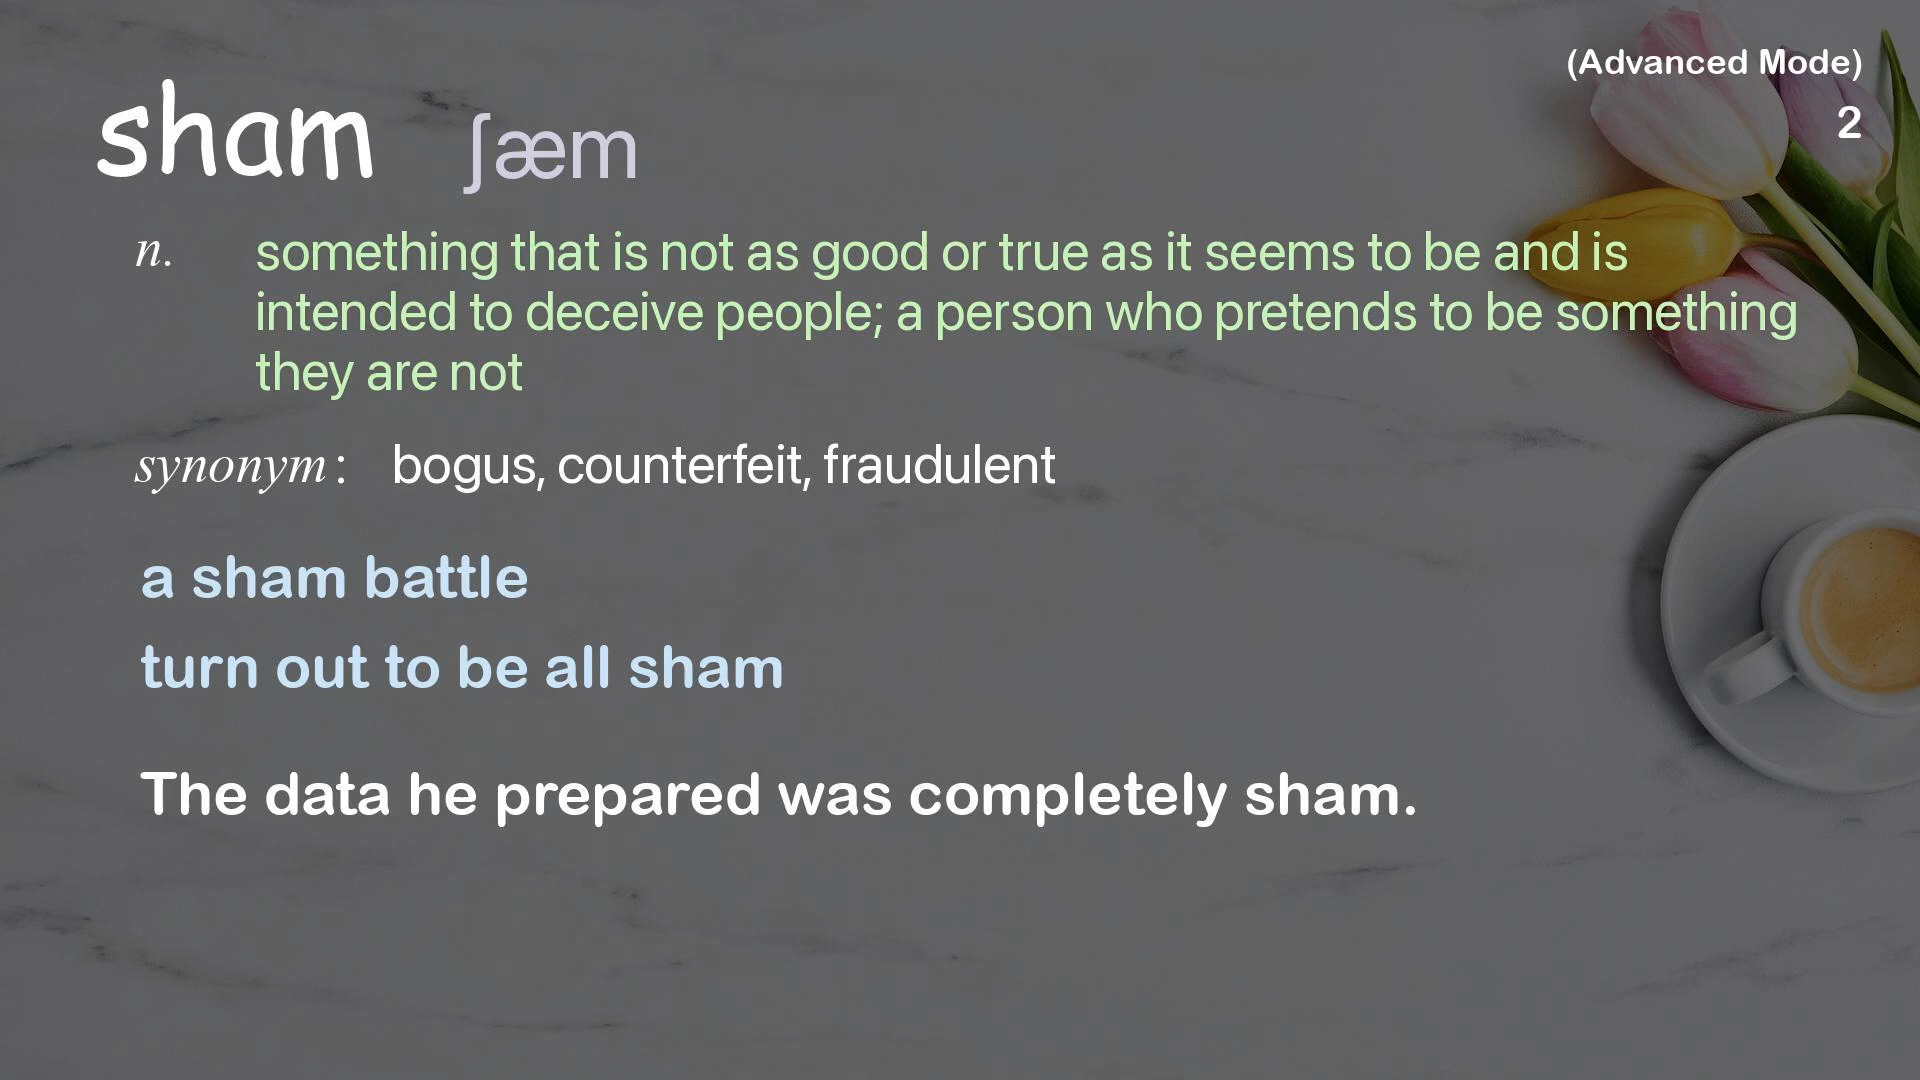 (Advanced Mode)
2
sham ʃæm
n. something that is not as good or true as it seems to be and is
intended to deceive people; a person who pretends to be something
they are not
synonym : bogus, counterfeit, fraudulent
a sham battle
turn out to be all sham
The data he prepared was completely sham.